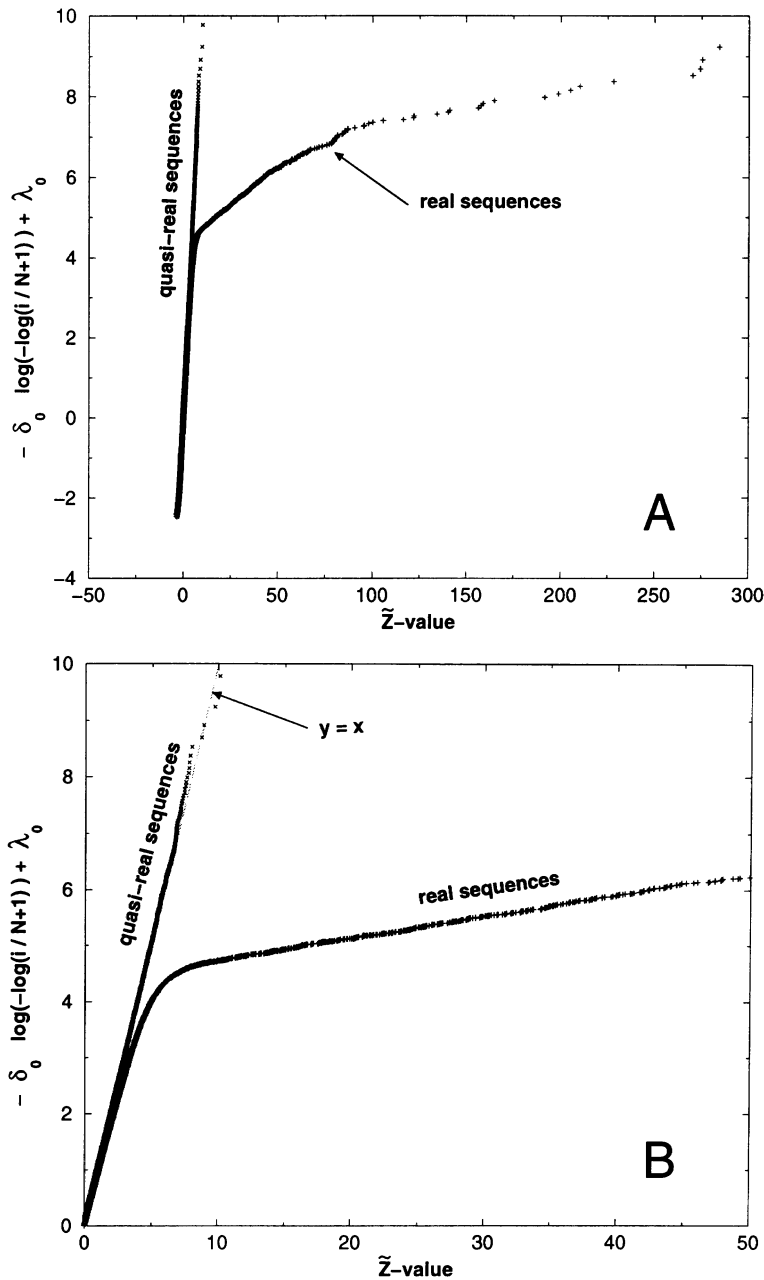 10
8
6
4
2
0
−2
−4
− δ₀ log(−log(i / N+1)) + λ₀
quasi−real sequences
real sequences
A
−50 0 50 100 150 200 250 300
Z̃−value
10
8
6
4
2
0
− δ₀ log(−log(i / N+1)) + λ₀
y = x
quasi−real sequences
real sequences
B
0 10 20 30 40 50
Z̃−value